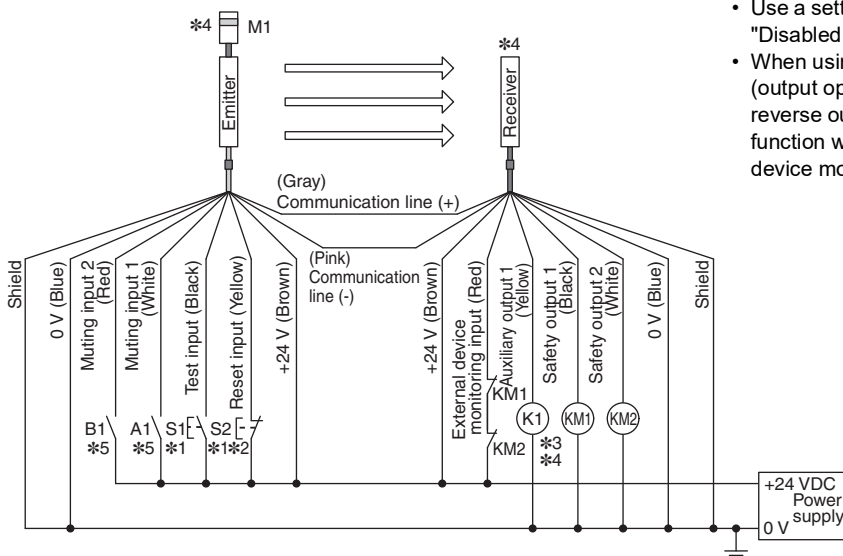 • Use a sett
"Disabled
• When usin
(output op
reverse ou
function w
device mo
*4 M1
*4
Emitter
Receiver
(Gray)
Communication line (+)
(Pink)
Communication
line (-)
Shield
0 V (Blue)
Muting input 2
(Red)
Muting input 1
(White)
Test input (Black)
Reset input (Yellow)
+24 V (Brown)
+24 V (Brown)
External device
monitoring input (Red)
Auxiliary output 1
(Yellow)
Safety output 1
(Black)
Safety output 2
(White)
0 V (Blue)
Shield
B1
*5
A1
*5
S1
*1
S2
*1*2
KM1
KM2
K1
*3
*4
KM1
KM2
+24 VDC
Power
supply
0 V